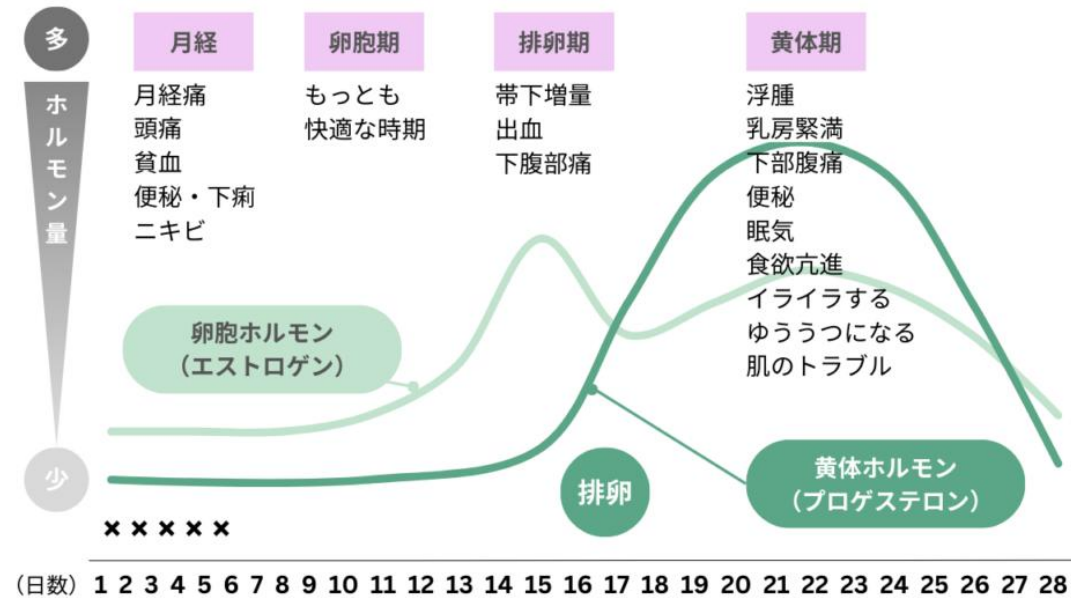 多
ホルモン量
少
月経
月経痛
頭痛
貧血
便秘・下痢
ニキビ
卵胞期
もっとも
快適な時期
排卵期
帯下増量
出血
下腹部痛
黄体期
浮腫
乳房緊満
下部腹痛
便秘
眠気
食欲亢進
イライラする
ゆううつになる
肌のトラブル
卵胞ホルモン
（エストロゲン）
排卵
黄体ホルモン
（プロゲステロン）
×××××
（日数） 1 2 3 4 5 6 7 8 9 10 11 12 13 14 15 16 17 18 19 20 21 22 23 24 25 26 27 28